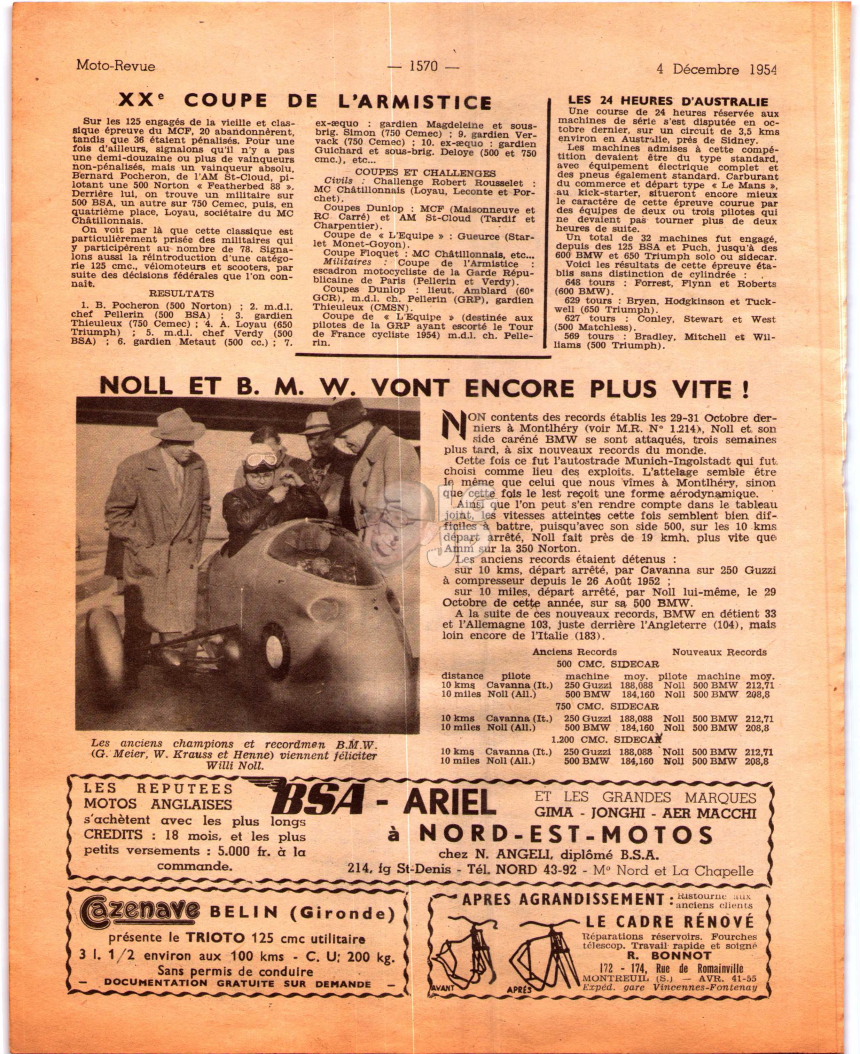 Moto-Revue
— 1570 —
4 Décembre 1954
XXe COUPE DE L'ARMISTICE
Sur les 125 engagés de la vieille et clas-
sique épreuve du MCF, 20 abandonnèrent,
tandis que 36 étaient pénalisés. Pour une
fois d'ailleurs, signalons qu'il n'y a pas
une demi-douzaine ou plus de vainqueurs
non-pénalisés, mais un vainqueur absolu,
Bernard Pocheron, de l'AM St-Cloud, pi-
lotant une 500 Norton « Featherbed 88 ».
Derrière lui, on trouve un militaire sur
500 BSA, un autre sur 750 Cemec, puis, en
quatrième place, Loyau, sociétaire du MC
Châtillonnais.
On voit par là que cette classique est
particulièrement prisée des militaires qui
y participèrent au nombre de 78. Signa-
lons aussi la réintroduction d'une catégo-
rie 125 cmc., vélomoteurs et scooters, par
suite des décisions fédérales que l'on con-
naît.
RESULTATS
1. B. Pocheron (500 Norton) ; 2. m.d.l.
chef Pellerin (500 BSA) ; 3. gardien
Thieuleux (750 Cemec) ; 4. A. Loyau (650
Triumph) ; 5. m.d.l. chef Verdy (500
BSA) ; 6. gardien Metaut (500 cc.) ; 7.
ex-æquo : gardien Magdeleine et sous-
brig. Simon (750 Cemec) ; 9. gardien Ver-
vack (750 Cemec) ; 10. ex-æquo : gardien
Guichard et sous-brig. Deloye (500 et 750
cmc.), etc...
COUPES ET CHALLENGES
Civils : Challenge Robert Rousselet :
MC Châtillonnais (Loyau, Leconte et Por-
chet).
Coupes Dunlop : MCF (Maisonneuve et
RC Carré) et AM St-Cloud (Tardif et
Charpentier).
Coupe de « L'Equipe » : Gueurce (Star-
let Monet-Goyon).
Coupe Floquet : MC Châtillonnais, etc...
Militaires : Coupe de l'Armistice :
escadron motocycliste de la Garde Répu-
blicaine de Paris (Pellerin et Verdy).
Coupes Dunlop : lieut. Amblard (60e
GCR), m.d.l. ch. Pellerin (GRP), gardien
Thieuleux (CMSN).
Coupe de « L'Equipe » (destinée aux
pilotes de la GRP ayant escorté le Tour
de France cycliste 1954) m.d.l. ch. Pelle-
rin.
LES 24 HEURES D'AUSTRALIE
Une course de 24 heures réservée aux
machines de série s'est disputée en oc-
tobre dernier, sur un circuit de 3,5 kms
environ en Australie, près de Sidney.
Les machines admises à cette compé-
tition devaient être du type standard,
avec équipement électrique complet et
des pneus également standard. Carburant
du commerce et départ type « Le Mans »,
au kick-starter, situeront encore mieux
le caractère de cette épreuve courue par
des équipes de deux ou trois pilotes qui
ne devaient pas tourner plus de deux
heures de suite.
Un total de 32 machines fut engagé,
depuis des 125 BSA et Puch, jusqu'à des
600 BMW et 650 Triumph solo ou sidecar.
Voici les résultats de cette épreuve éta-
blis sans distinction de cylindrée :
648 tours : Forrest, Flynn et Roberts
(600 BMW).
629 tours : Bryen, Hodgkinson et Tuck-
well (650 Triumph).
627 tours : Conley, Stewart et West
(500 Matchless).
569 tours : Bradley, Mitchell et Wil-
liams (500 Triumph).
NOLL ET B. M. W. VONT ENCORE PLUS VITE !
NON contents des records établis les 29-31 Octobre der-
niers à Montlhéry (voir M.R. N° 1.214), Noll et son
side caréné BMW se sont attaqués, trois semaines
plus tard, à six nouveaux records du monde.
Cette fois ce fut l'autostrade Munich-Ingolstadt qui fut
choisi comme lieu des exploits. L'attelage semble être
le même que celui que nous vîmes à Montlhéry, sinon
que cette fois le lest reçoit une forme aérodynamique.
Ainsi que l'on peut s'en rendre compte dans le tableau
joint, les vitesses atteintes cette fois semblent bien dif-
ficiles à battre, puisqu'avec son side 500, sur les 10 kms
départ arrêté, Noll fait près de 19 kmh. plus vite que
Amm sur la 350 Norton.
Les anciens records étaient détenus :
sur 10 kms, départ arrêté, par Cavanna sur 250 Guzzi
à compresseur depuis le 26 Août 1952 ;
sur 10 miles, départ arrêté, par Noll lui-même, le 29
Octobre de cette année, sur sa 500 BMW.
A la suite de ces nouveaux records, BMW en détient 33
et l'Allemagne 103, juste derrière l'Angleterre (104), mais
loin encore de l'Italie (183).
Anciens Records Nouveaux Records
500 CMC. SIDECAR
distance pilote machine moy. pilote machine moy.
10 kms Cavanna (It.) 250 Guzzi 188,088 Noll 500 BMW 212,71
10 miles Noll (All.) 500 BMW 184,160 Noll 500 BMW 208,8
750 CMC. SIDECAR
10 kms Cavanna (It.) 250 Guzzi 188,088 Noll 500 BMW 212,71
10 miles Noll (All.) 500 BMW 184,160 Noll 500 BMW 208,8
1.200 CMC. SIDECAR
10 kms Cavanna (It.) 250 Guzzi 188,088 Noll 500 BMW 212,71
10 miles Noll (All.) 500 BMW 184,160 Noll 500 BMW 208,8
Les anciens champions et recordmen B.M.W.
(G. Meier, W. Krauss et Henne) viennent féliciter
Willi Noll.
LES REPUTEES
MOTOS ANGLAISES
s'achètent avec les plus longs
CREDITS : 18 mois, et les plus
petits versements : 5.000 fr. à la
commande.
BSA - ARIEL
ET LES GRANDES MARQUES
GIMA - JONGHI - AER MACCHI
à NORD-EST-MOTOS
chez N. ANGELI, diplômé B.S.A.
214, fg St-Denis - Tél. NORD 43-92 - Mo Nord et La Chapelle
Cazenave BELIN (Gironde)
présente le TRIOTO 125 cmc utilitaire
3 l. 1/2 environ aux 100 kms - C. U: 200 kg.
Sans permis de conduire
— DOCUMENTATION GRATUITE SUR DEMANDE —
APRES AGRANDISSEMENT : Ristourne aux
anciens clients
LE CADRE RÉNOVÉ
Réparations réservoirs. Fourches
télescop. Travail rapide et soigné
R. BONNOT
172 - 174, Rue de Romainville
MONTREUIL (S.) — AVR. 41-55
Expéd. gare Vincennes-Fontenay
AVANT
APRÈS